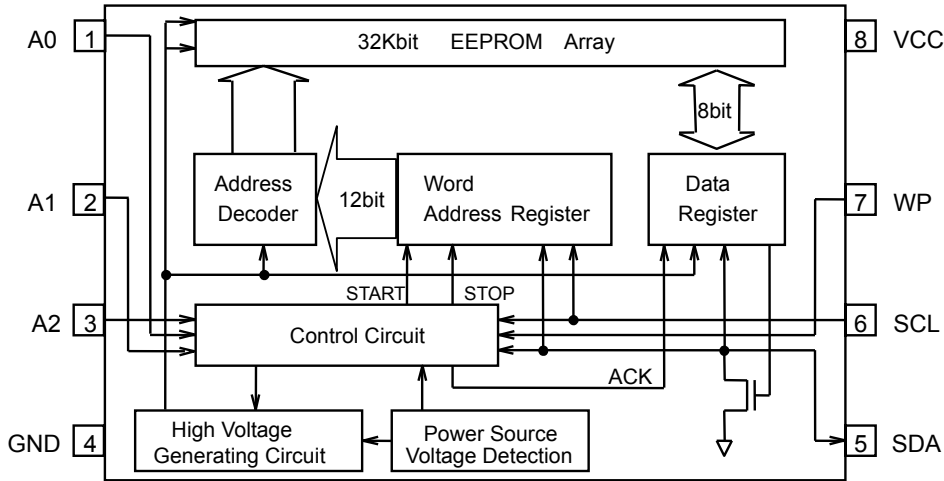 A0 1
32Kbit EEPROM Array
8 VCC
8bit
A1 2
Address
Decoder
12bit
Word
Address Register
Data
Register
7 WP
START
STOP
A2 3
Control Circuit
6 SCL
ACK
GND 4
High Voltage
Generating Circuit
Power Source
Voltage Detection
5 SDA